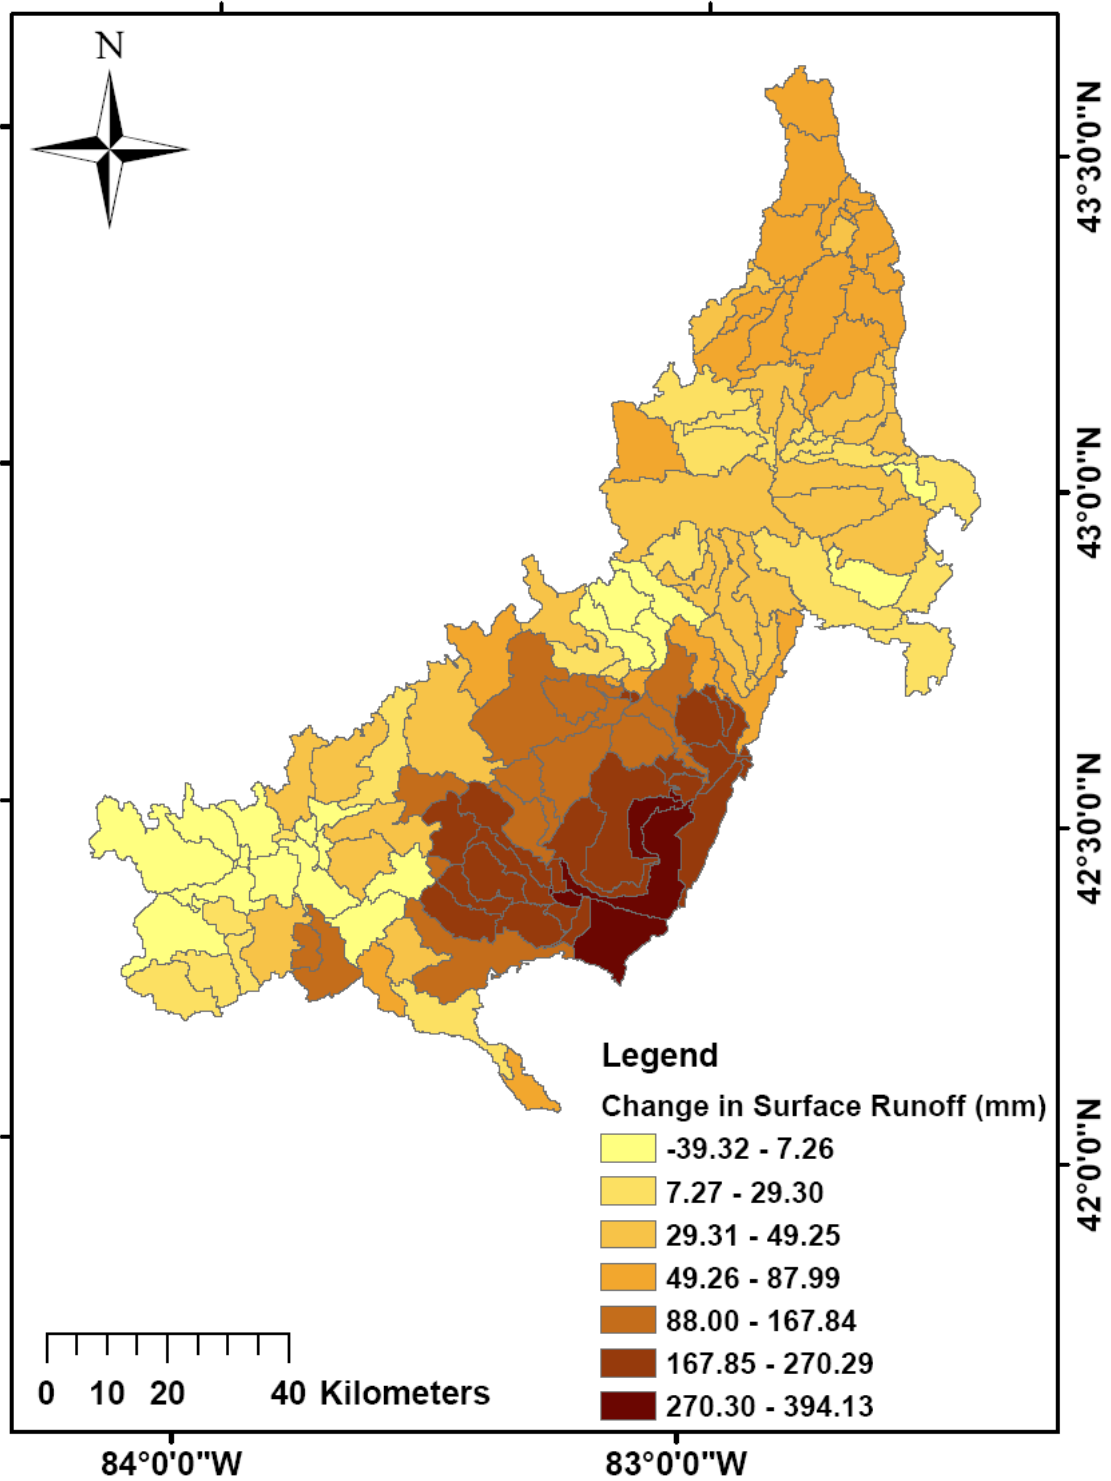 N
43°30'0"N
43°0'0"N
42°30'0"N
42°0'0"N
Legend
Change in Surface Runoff (mm)
-39.32 - 7.26
7.27 - 29.30
29.31 - 49.25
49.26 - 87.99
88.00 - 167.84
167.85 - 270.29
270.30 - 394.13
0 10 20 40 Kilometers
84°0'0"W 83°0'0"W